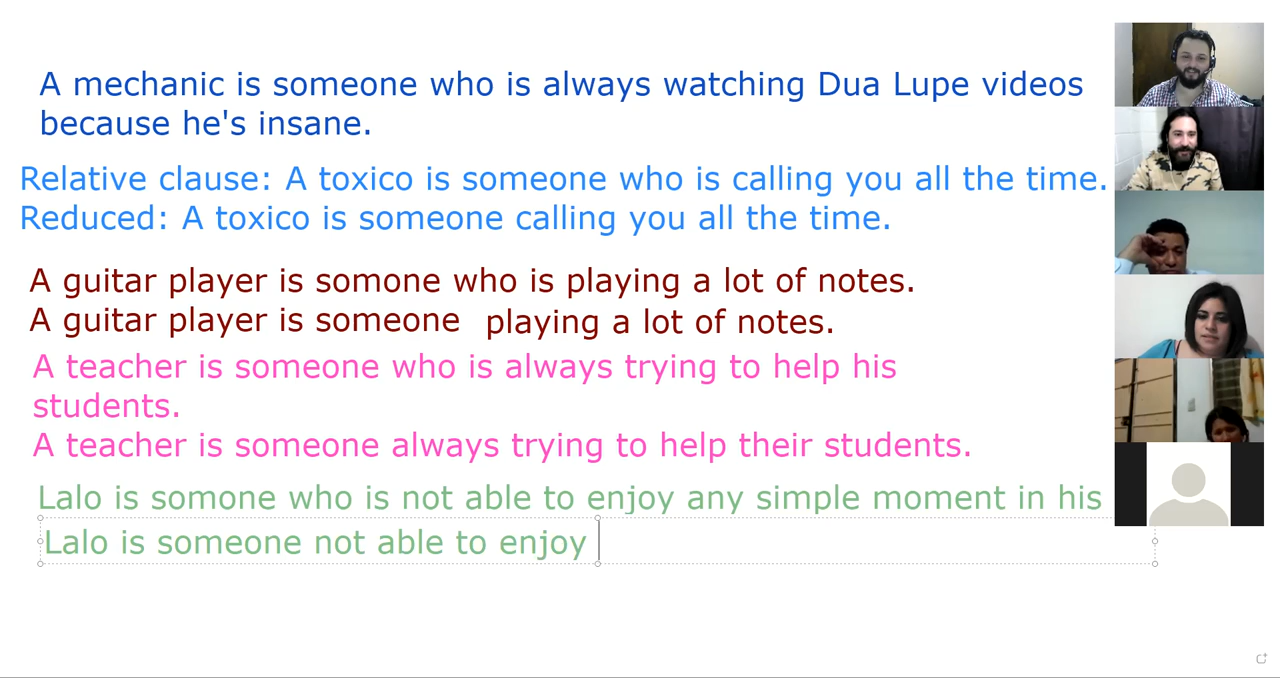 A mechanic is someone who is always watching Dua Lupe videos
because he's insane.
Relative clause: A toxico is someone who is calling you all the time.
Reduced: A toxico is someone calling you all the time.
A guitar player is somone who is playing a lot of notes.
A guitar player is someone playing a lot of notes.
A teacher is someone who is always trying to help his
students.
A teacher is someone always trying to help their students.
Lalo is somone who is not able to enjoy any simple moment in his
Lalo is someone not able to enjoy